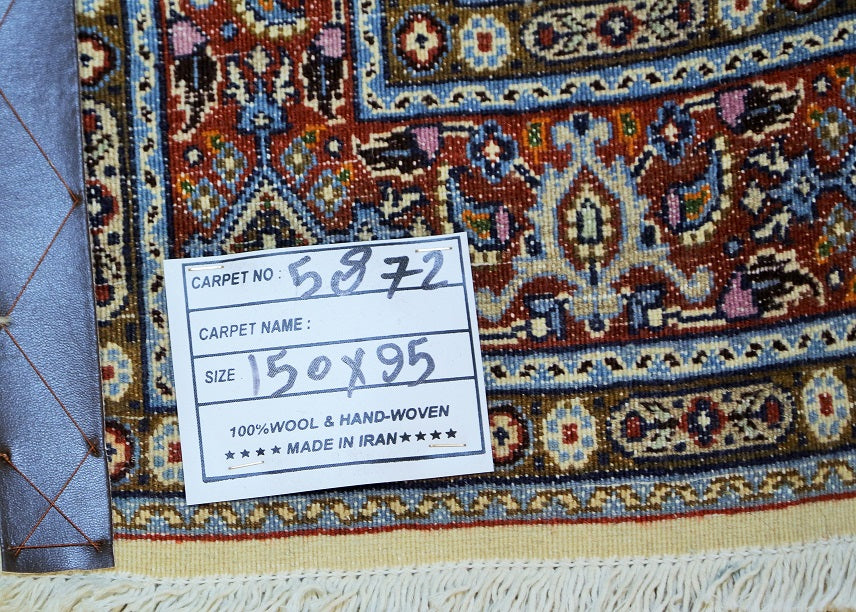 CARPET NO : 5872
CARPET NAME :
SIZE 150X95
100%WOOL & HAND-WOVEN
★★★★ MADE IN IRAN ★★★★